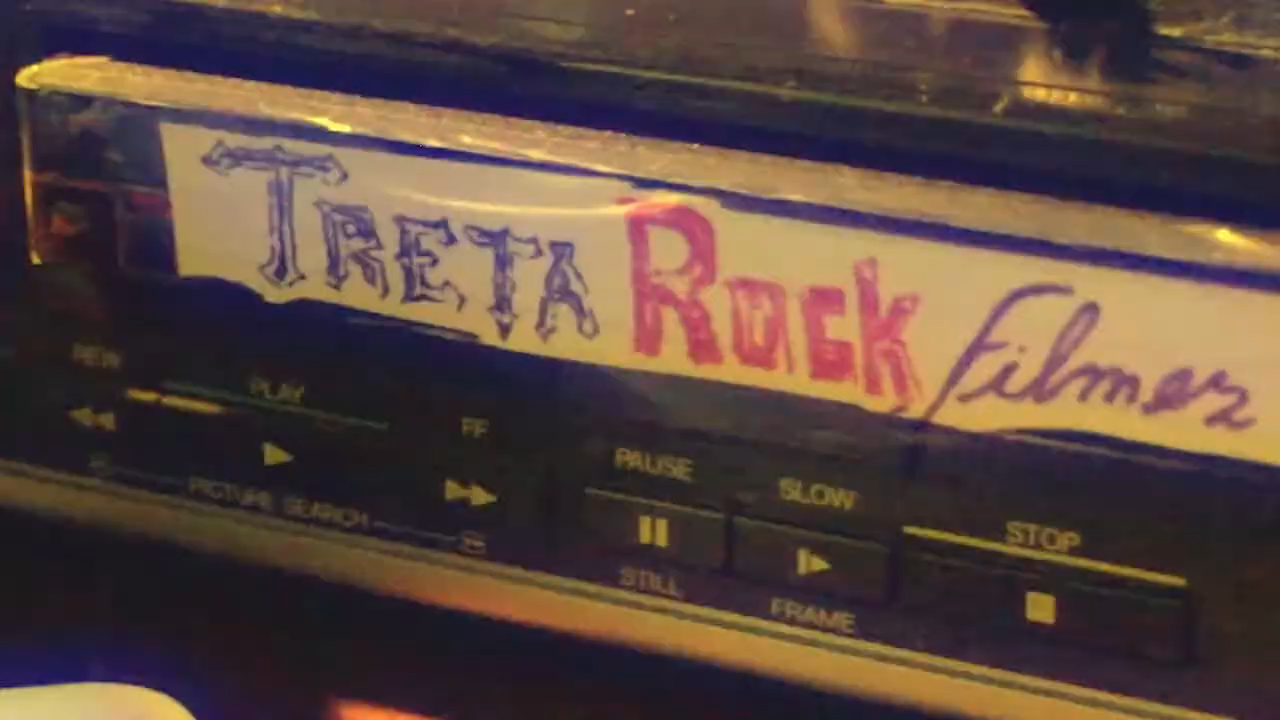 TRETA Rock Filmes
REW
PLAY
FF
PICTURE SEARCH
PAUSE
SLOW
STOP
STILL
FRAME